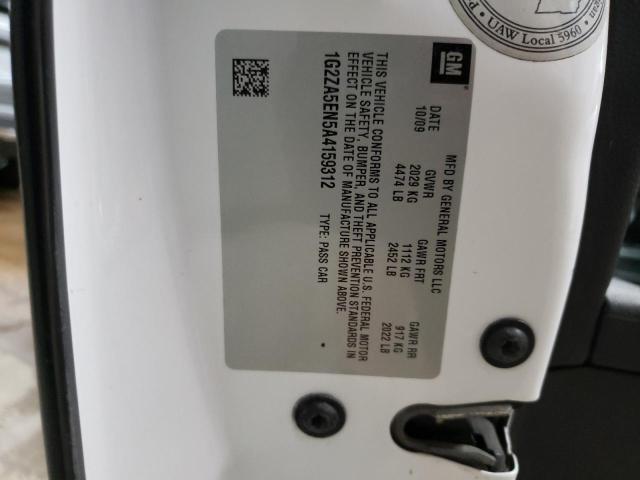 GM
MFD BY GENERAL MOTORS LLC
DATE GVWR GAWR FRT GAWR RR
10/09 2029 KG 1112 KG 917 KG
4474 LB 2452 LB 2022 LB
THIS VEHICLE CONFORMS TO ALL APPLICABLE U.S. FEDERAL MOTOR
VEHICLE SAFETY, BUMPER, AND THEFT PREVENTION STANDARDS IN
EFFECT ON THE DATE OF MANUFACTURE SHOWN ABOVE.
1G2ZA5EN5A4159312 TYPE: PASS CAR
UAW Local 5960